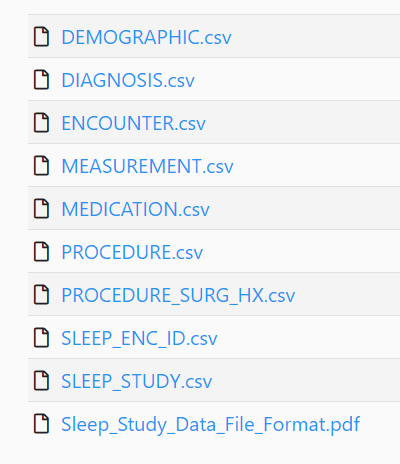 DEMOGRAPHIC.csv
DIAGNOSIS.csv
ENCOUNTER.csv
MEASUREMENT.csv
MEDICATION.csv
PROCEDURE.csv
PROCEDURE_SURG_HX.csv
SLEEP_ENC_ID.csv
SLEEP_STUDY.csv
Sleep_Study_Data_File_Format.pdf